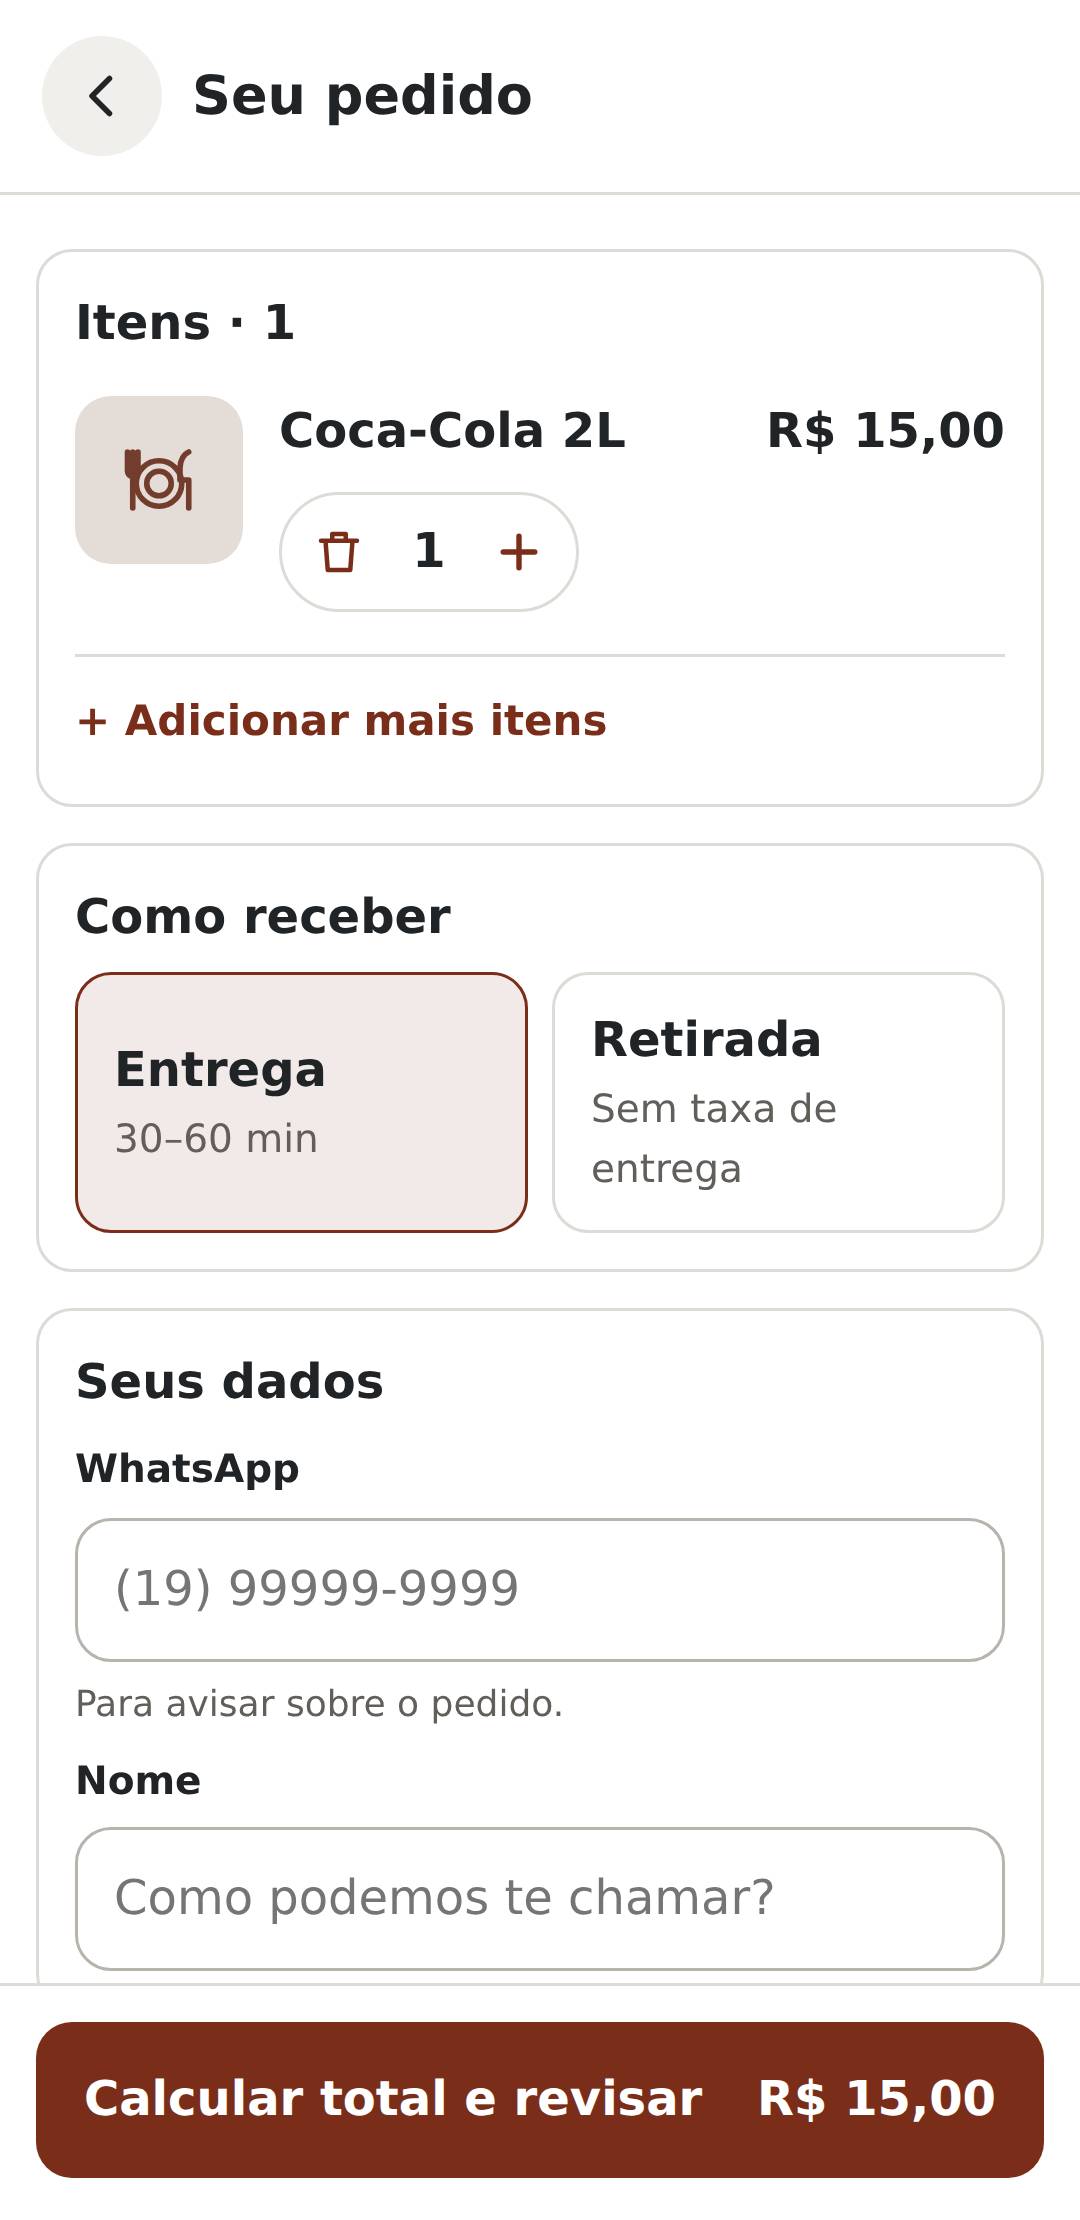 Seu pedido
Itens · 1
Coca-Cola 2L R$ 15,00
1 +
+ Adicionar mais itens
Como receber
Entrega
30–60 min
Retirada
Sem taxa de
entrega
Seus dados
WhatsApp
(19) 99999-9999
Para avisar sobre o pedido.
Nome
Como podemos te chamar?
Calcular total e revisar R$ 15,00